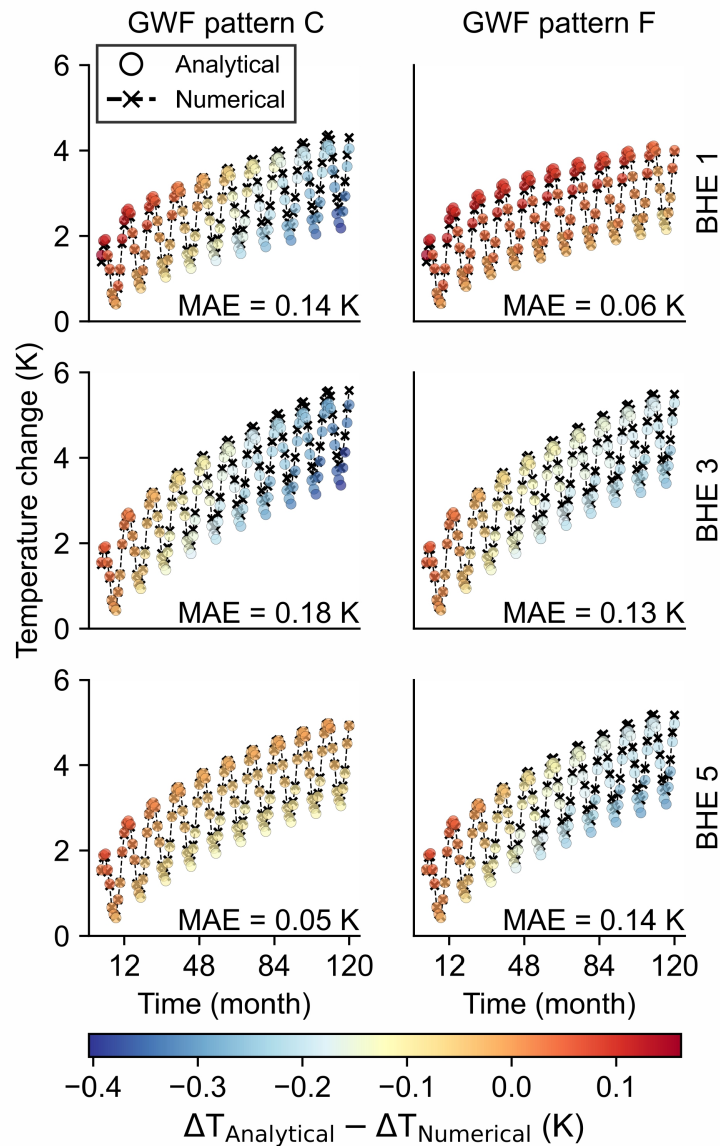 GWF pattern C
GWF pattern F
Analytical
Numerical
6
4
2
0
MAE = 0.14 K
MAE = 0.06 K
BHE 1
Temperature change (K)
6
4
2
0
MAE = 0.18 K
MAE = 0.13 K
BHE 3
6
4
2
0
MAE = 0.05 K
MAE = 0.14 K
BHE 5
12 48 84 120
12 48 84 120
Time (month)
Time (month)
−0.4 −0.3 −0.2 −0.1 0.0 0.1
ΔT_Analytical − ΔT_Numerical (K)